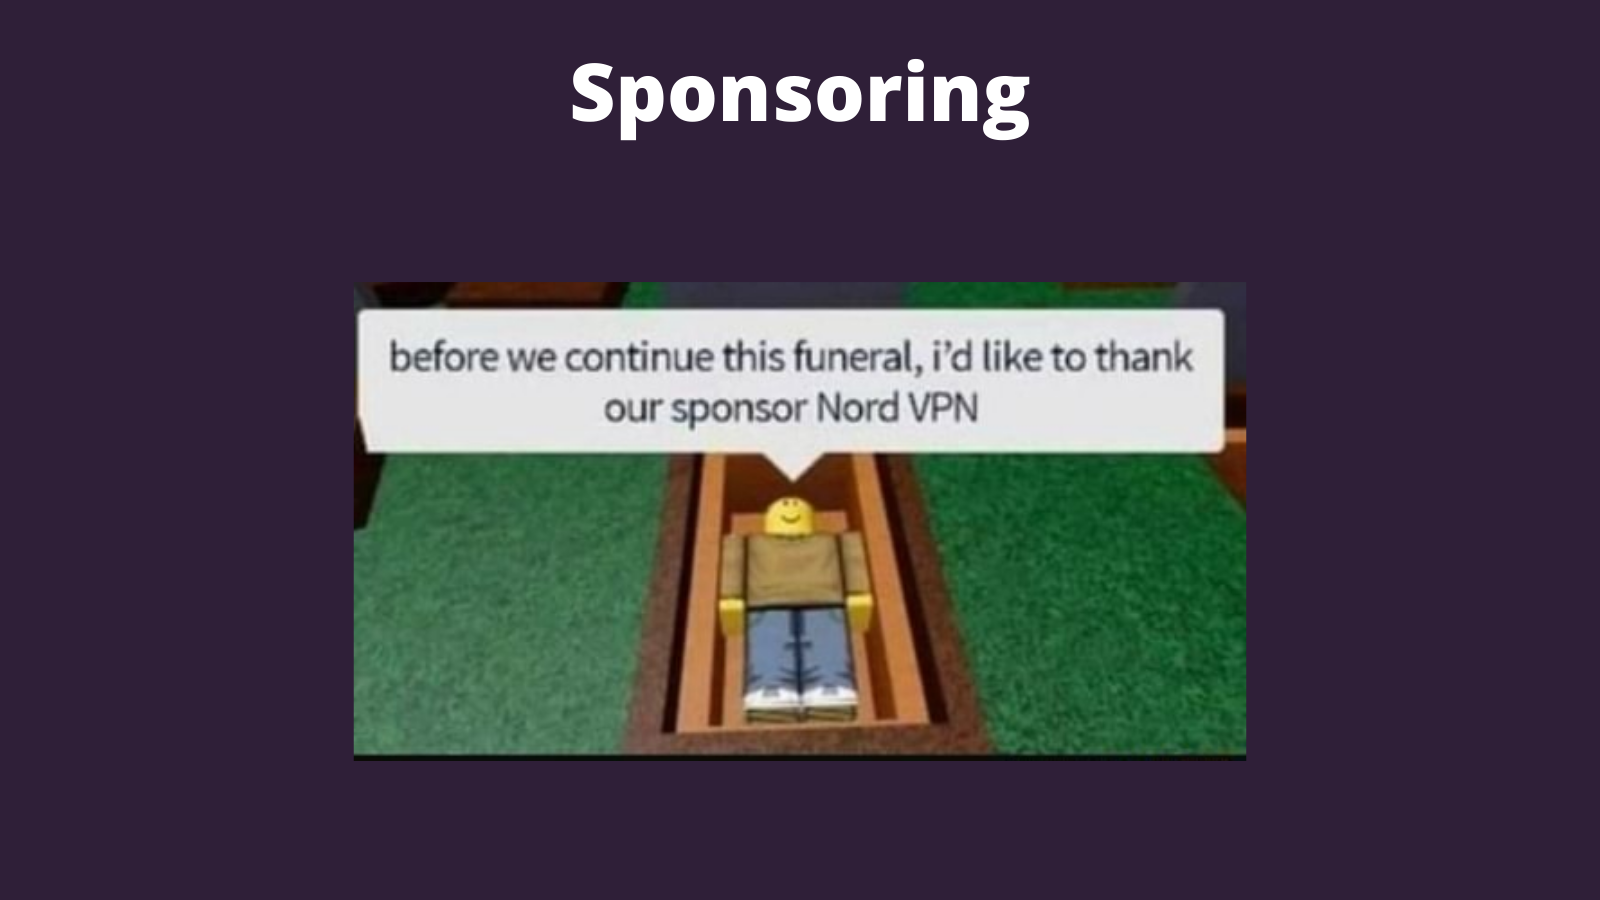 Sponsoring
before we continue this funeral, i’d like to thank
our sponsor Nord VPN